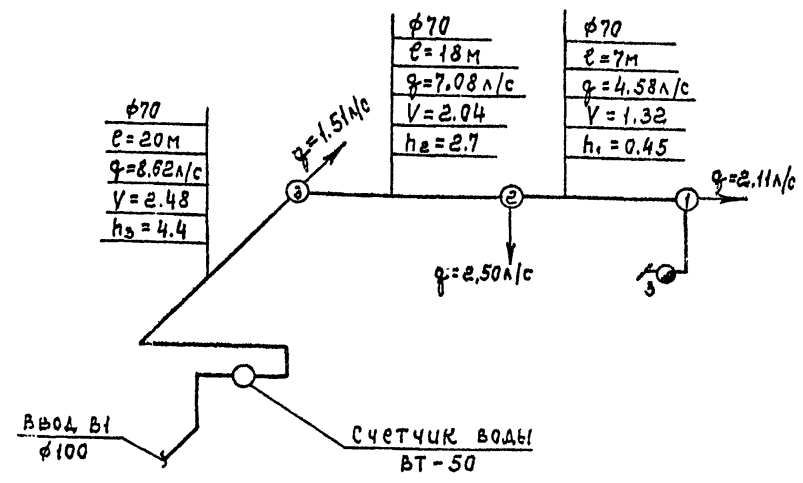 ф70
ℓ=20м
q=8.62л/с
V=2.48
h₃=4.4
q=1.51л/с
ф70
ℓ=18м
q=7.08л/с
V=2.04
h₂=2.7
ф70
ℓ=7м
q=4.58л/с
V=1.32
h₁=0.45
3
2
1
q=2,11л/с
q=2,50л/с
3
Ввод В1
ф100
Счетчик воды
ВТ-50